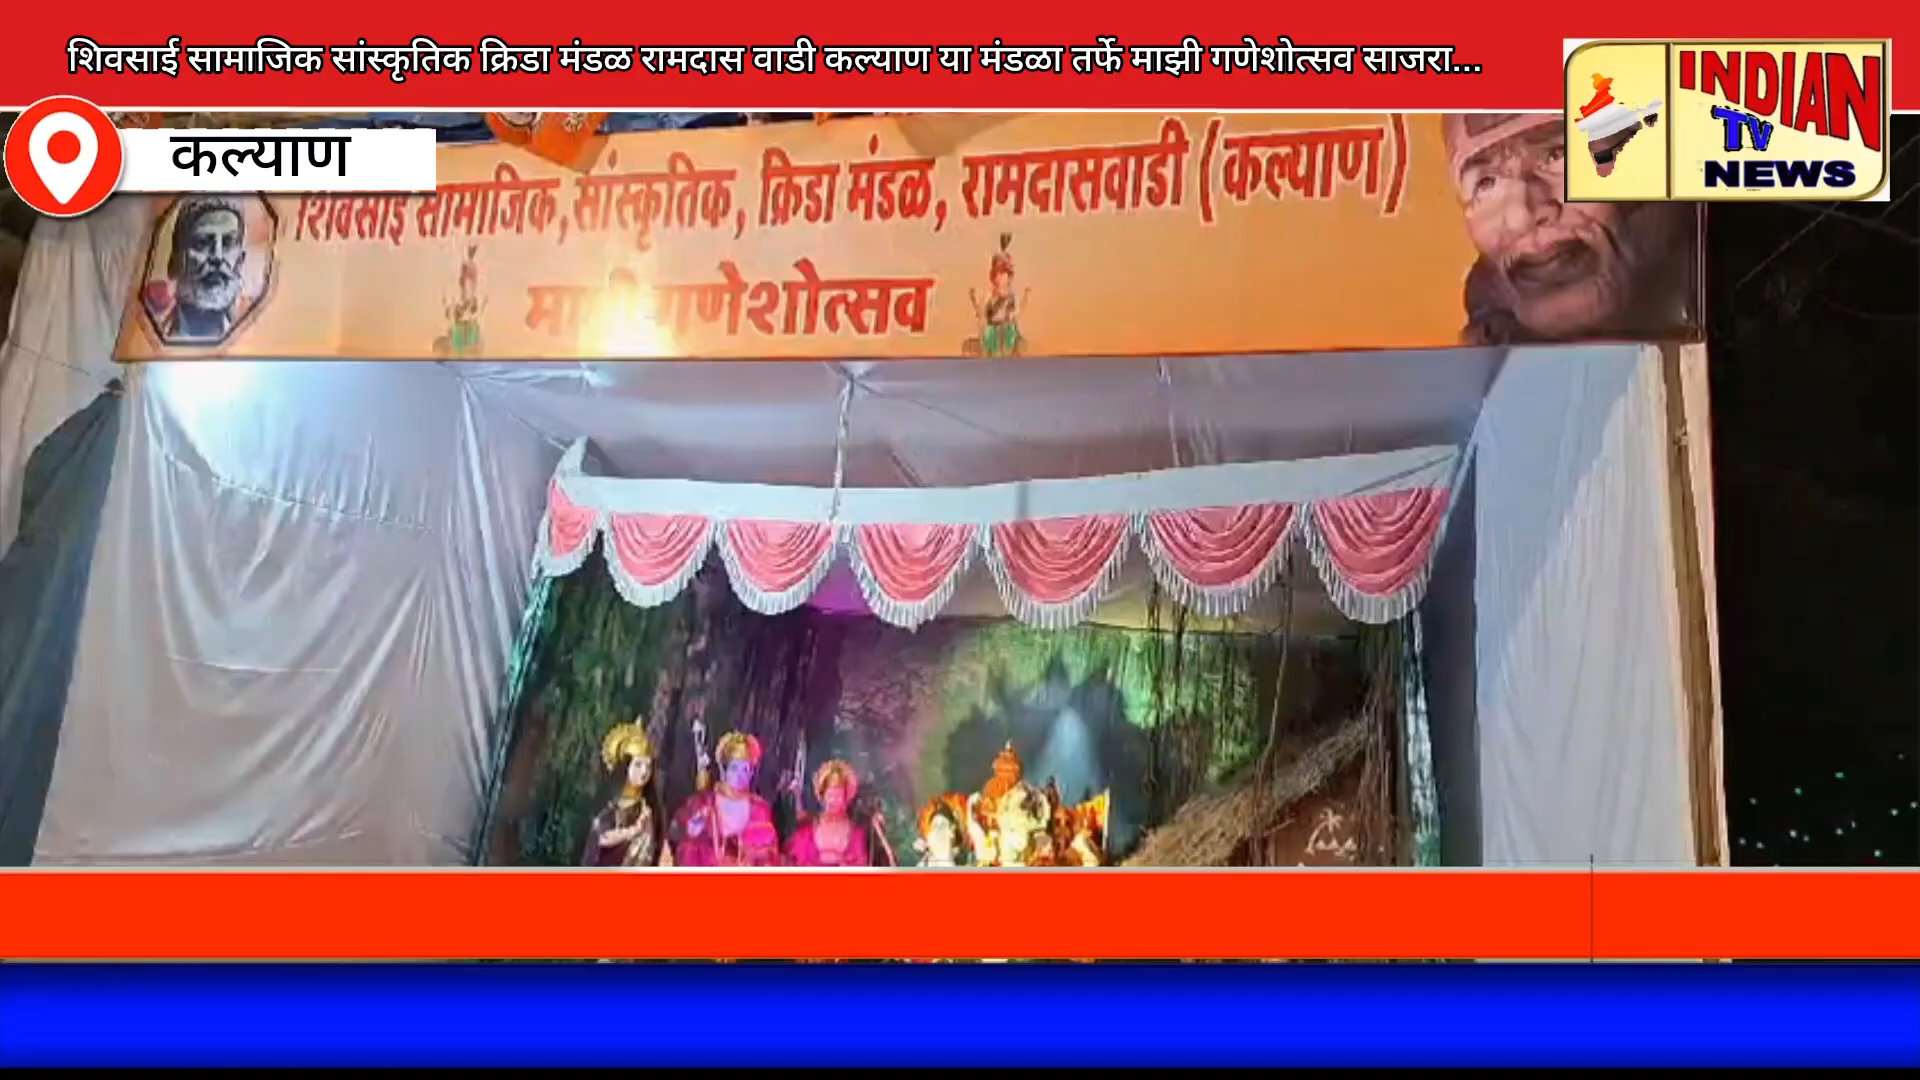 शिवसाई सामाजिक सांस्कृतिक क्रिडा मंडळ रामदास वाडी कल्याण या मंडळा तर्फे माझी गणेशोत्सव साजरा...
INDIAN
TV
NEWS
कल्याण
शिवसाई सामाजिक, सांस्कृतिक, क्रिडा मंडळ, रामदासवाडी (कल्याण)
गणेशोत्सव